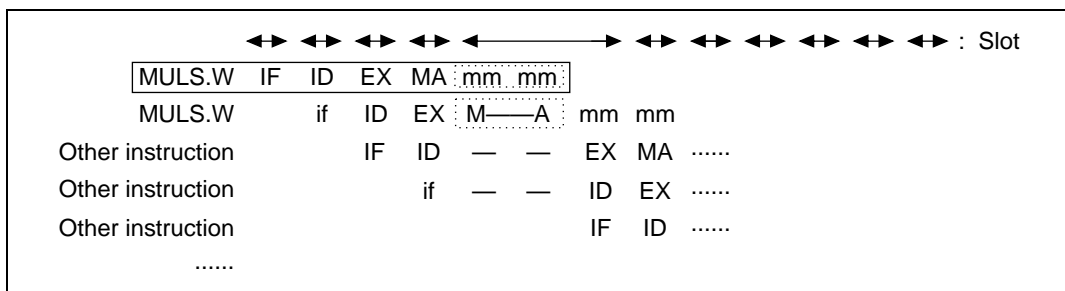 : Slot
MULS.W IF ID EX MA mm mm
MULS.W if ID EX M——A mm mm
Other instruction IF ID — — EX MA ······
Other instruction if — — ID EX ······
Other instruction IF ID ······
······